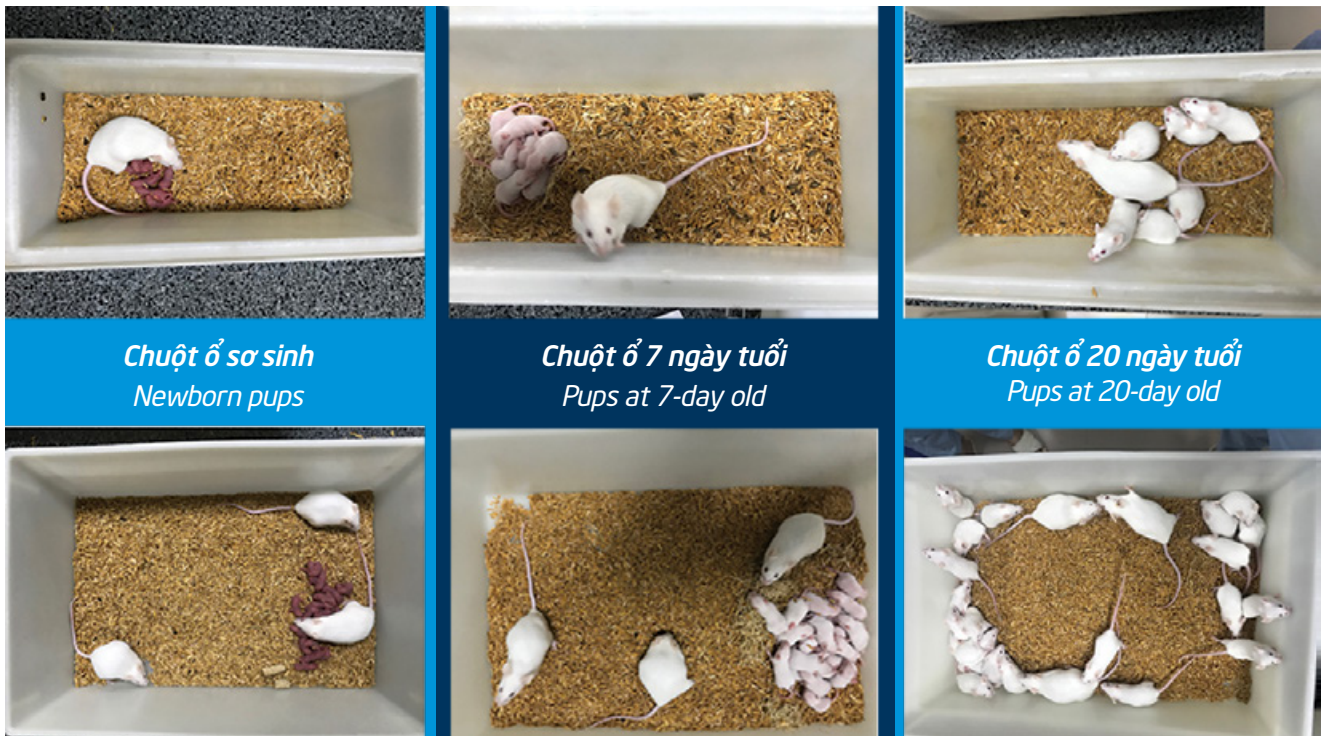 Chuột ổ sơ sinh
Newborn pups
Chuột ổ 7 ngày tuổi
Pups at 7-day old
Chuột ổ 20 ngày tuổi
Pups at 20-day old